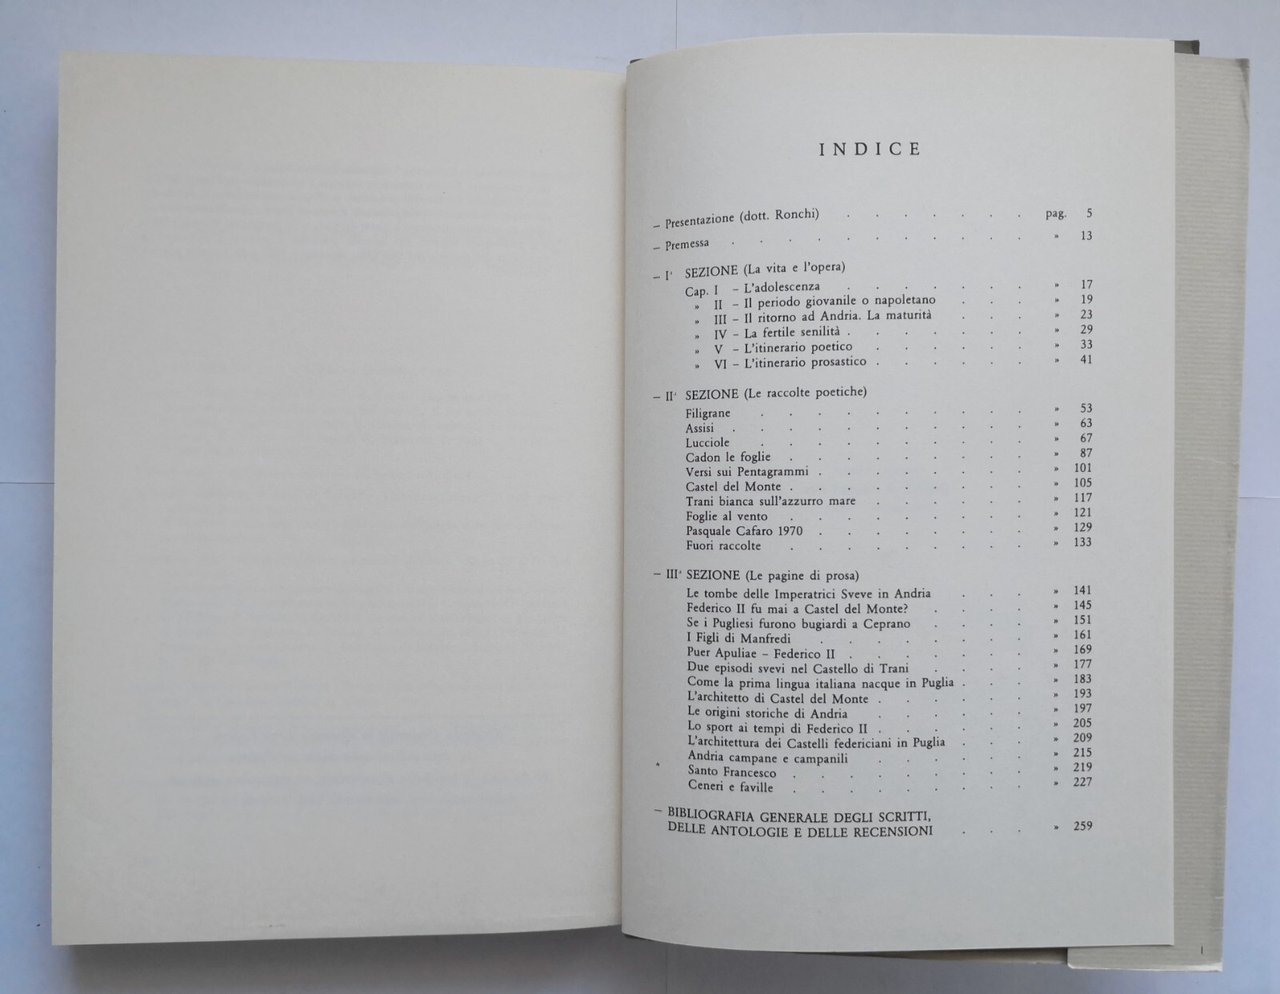 INDICE
– Presentazione (dott. Ronchi) . . . . . . . pag. 5
– Premessa . . . . . . . . . . . » 13
– Iª SEZIONE (La vita e l'opera)
Cap. I – L'adolescenza . . . . . . . » 17
» II – Il periodo giovanile o napoletano . . . » 19
» III – Il ritorno ad Andria. La maturità . . . » 23
» IV – La fertile senilità . . . . . . . » 29
» V – L'itinerario poetico . . . . . . » 33
» VI – L'itinerario prosastico . . . . . . » 41
– IIª SEZIONE (Le raccolte poetiche)
Filigrane . . . . . . . . . . » 53
Assisi . . . . . . . . . . . » 63
Lucciole . . . . . . . . . . » 67
Cadon le foglie . . . . . . . . . » 87
Versi sui Pentagrammi . . . . . . . . » 101
Castel del Monte . . . . . . . . . » 105
Trani bianca sull'azzurro mare . . . . . . » 117
Foglie al vento . . . . . . . . . » 121
Pasquale Cafaro 1970 . . . . . . . . » 129
Fuori raccolte . . . . . . . . . » 133
– IIIª SEZIONE (Le pagine di prosa)
Le tombe delle Imperatrici Sveve in Andria . . . » 141
Federico II fu mai a Castel del Monte? . . . . » 145
Se i Pugliesi furono bugiardi a Ceprano . . . . » 151
I Figli di Manfredi . . . . . . . . » 161
Puer Apuliae – Federico II . . . . . . . » 169
Due episodi svevi nel Castello di Trani . . . . » 177
Come la prima lingua italiana nacque in Puglia . . . » 183
L'architetto di Castel del Monte . . . . . . » 193
Le origini storiche di Andria . . . . . . » 197
Lo sport ai tempi di Federico II . . . . . . » 205
L'architettura dei Castelli federiciani in Puglia . . . » 209
Andria campane e campanili . . . . . . » 215
Santo Francesco . . . . . . . . . » 219
Ceneri e faville . . . . . . . . . » 227
– BIBLIOGRAFIA GENERALE DEGLI SCRITTI,
DELLE ANTOLOGIE E DELLE RECENSIONI . . . » 259